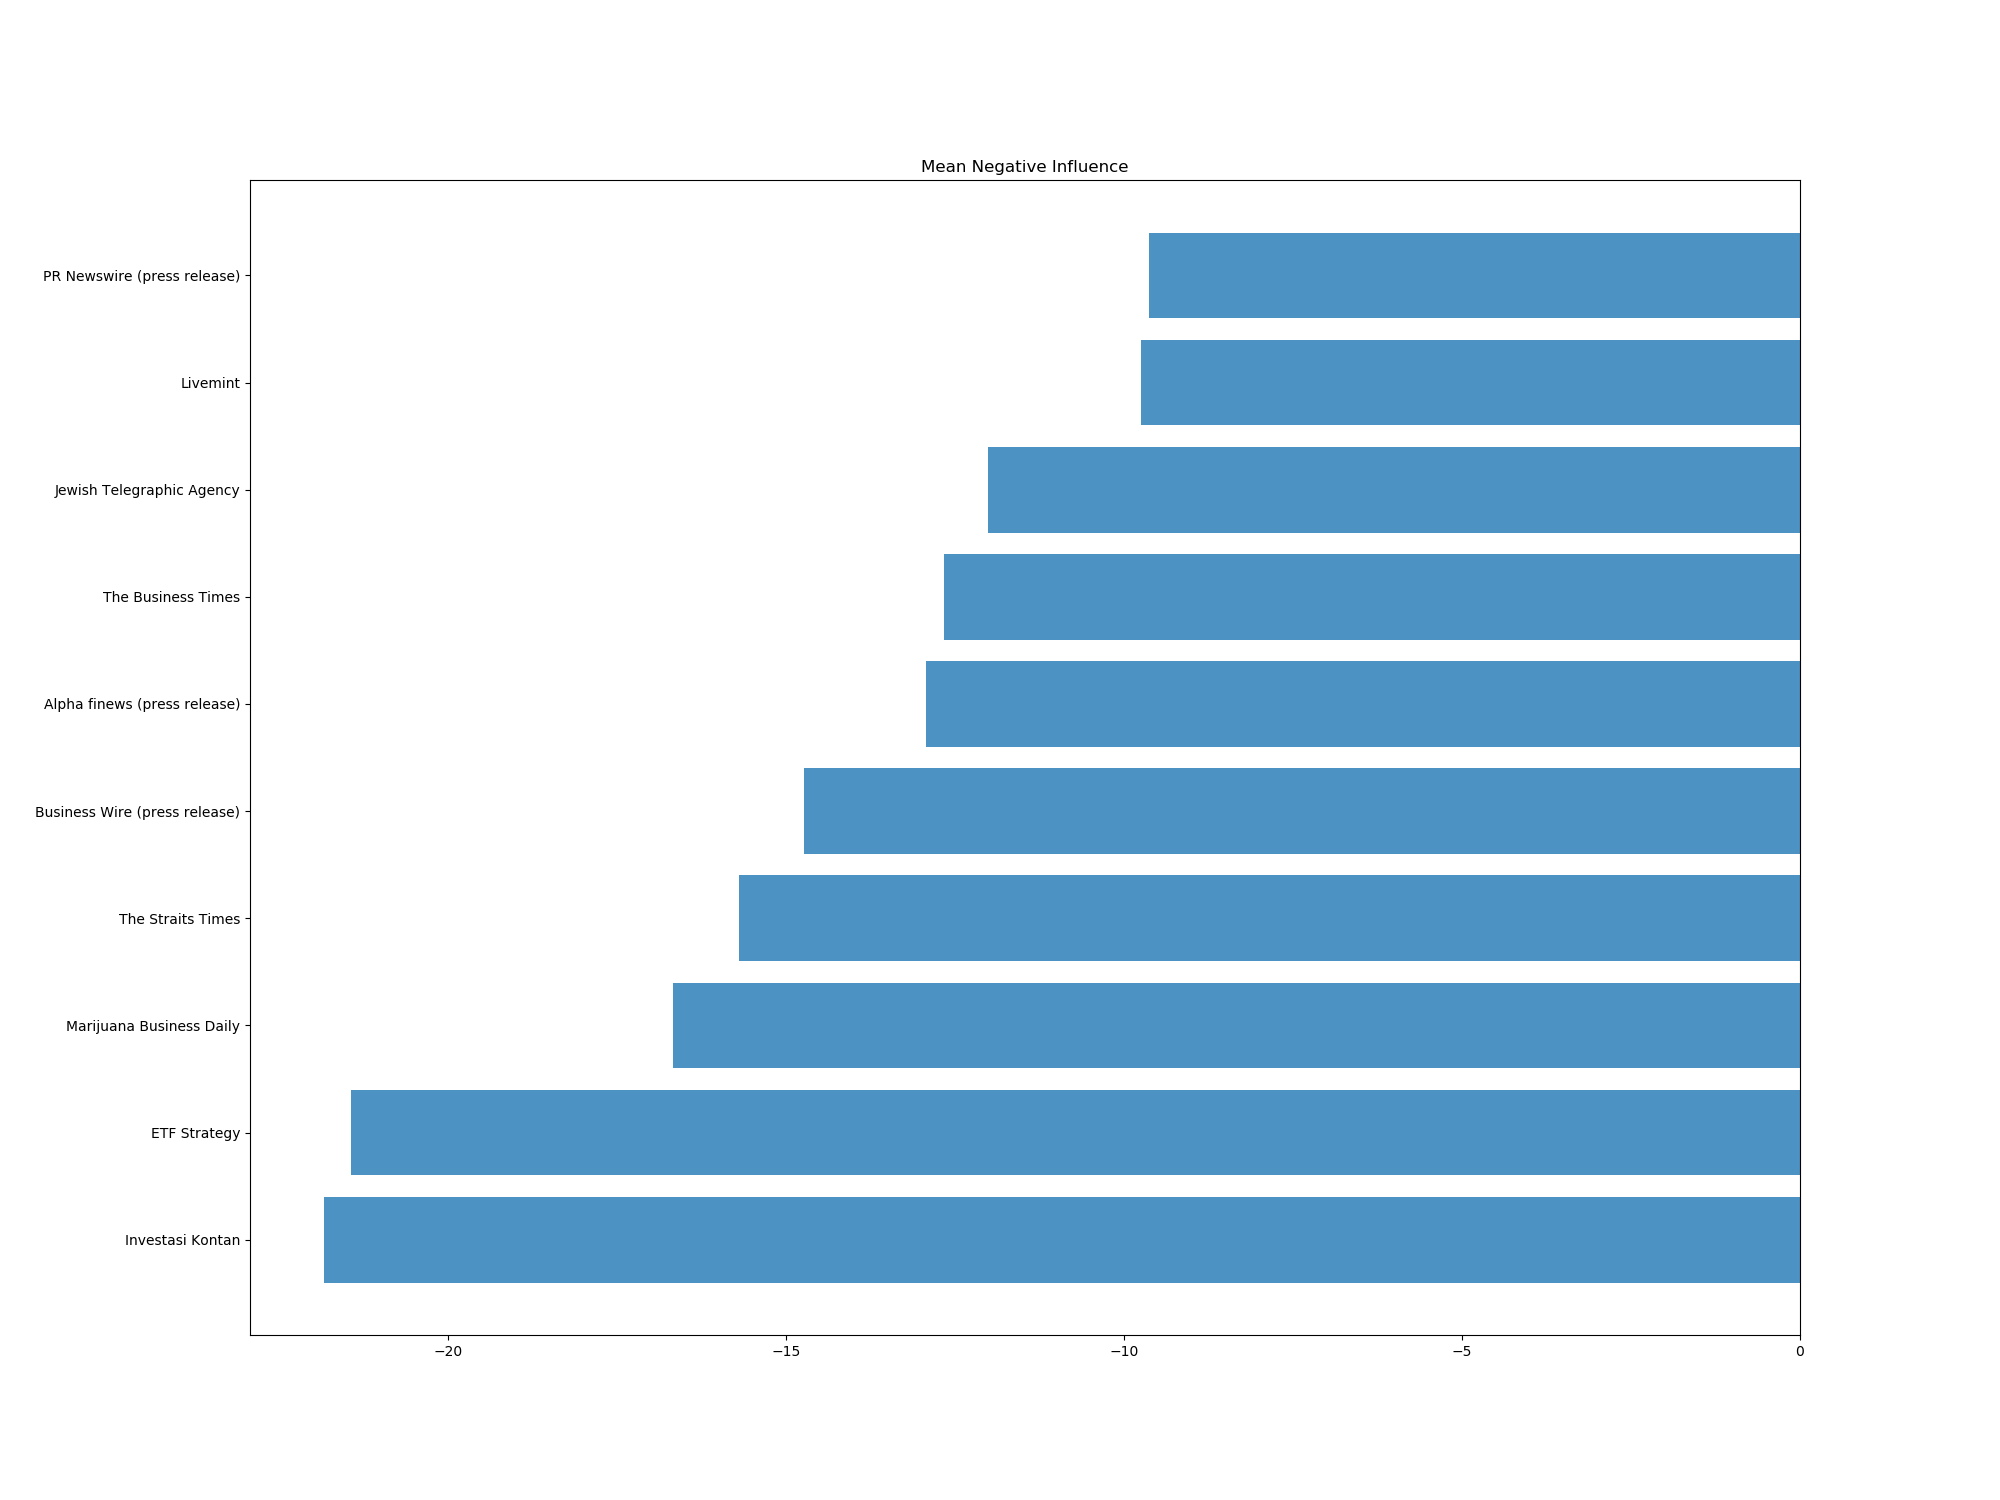 Mean Negative Influence
PR Newswire (press release)
Livemint
Jewish Telegraphic Agency
The Business Times
Alpha finews (press release)
Business Wire (press release)
The Straits Times
Marijuana Business Daily
ETF Strategy
Investasi Kontan
−20 −15 −10 −5 0